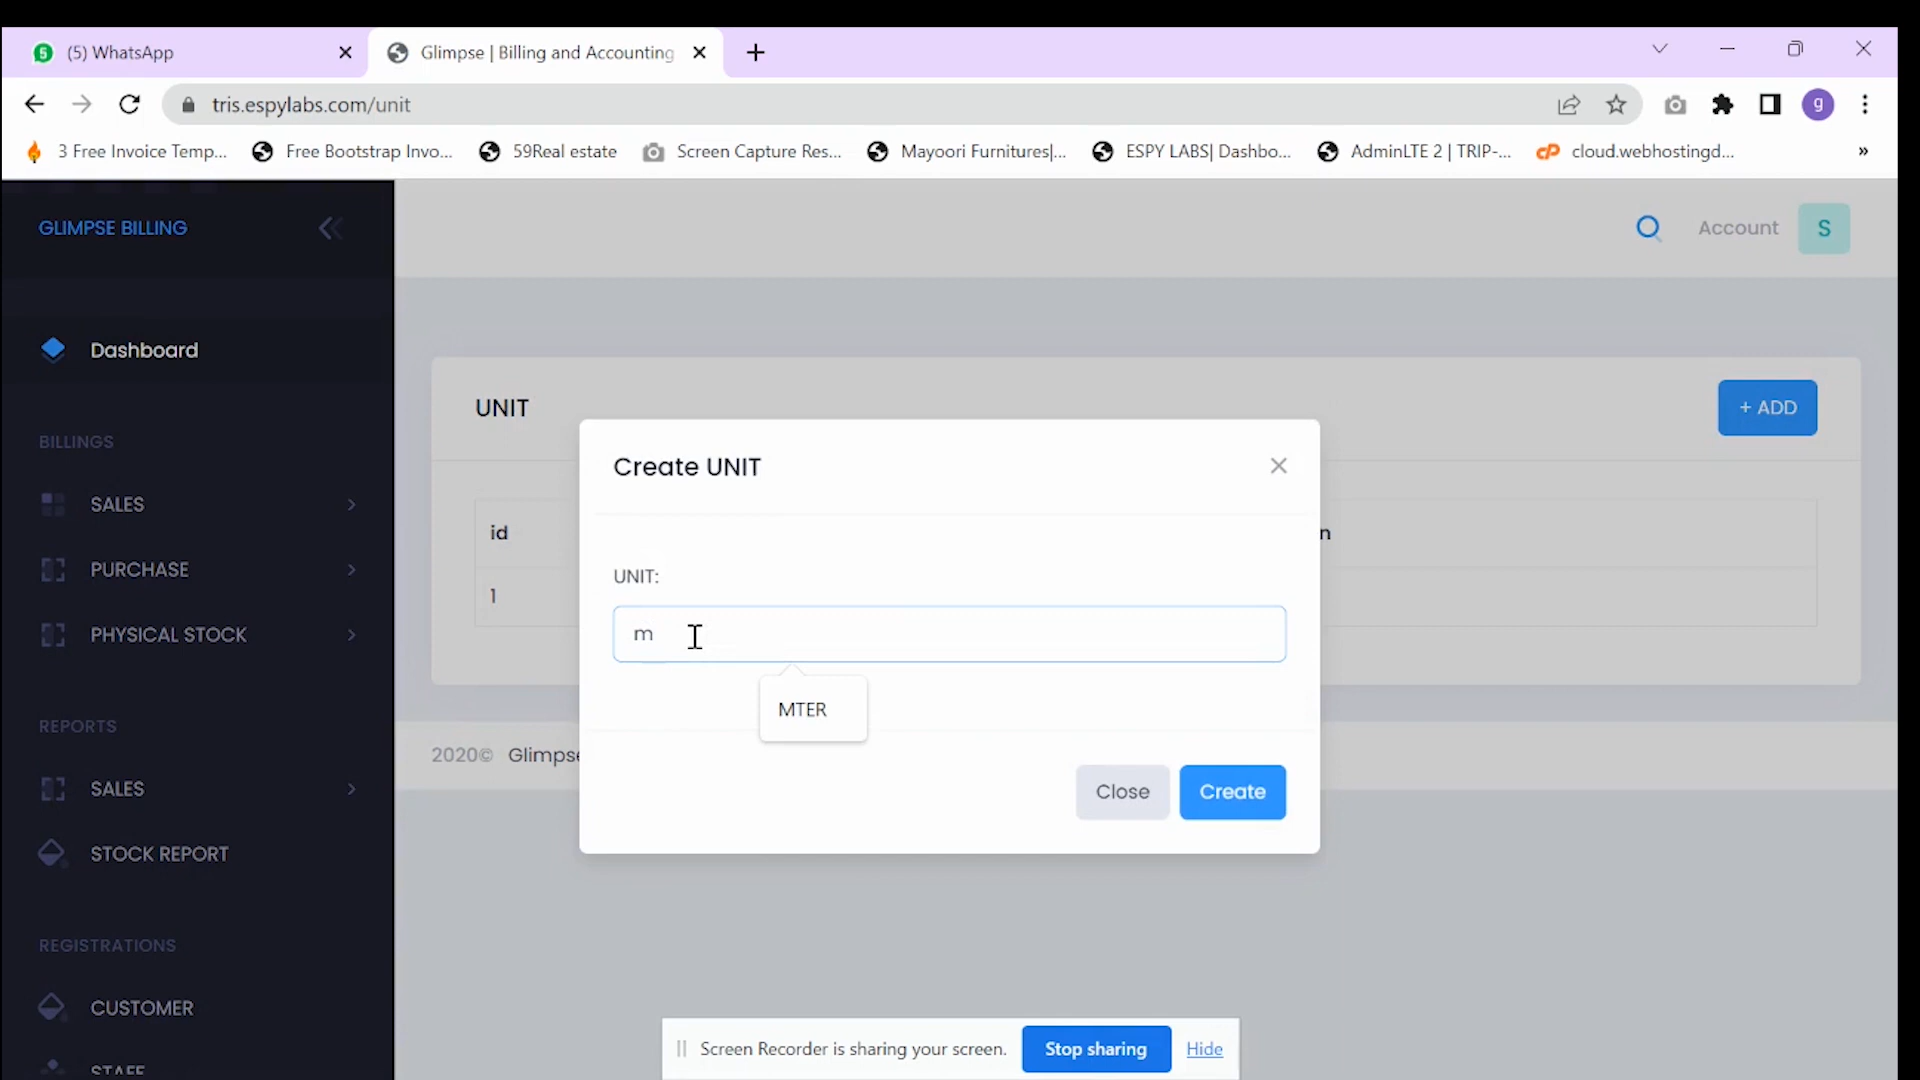 (5) WhatsApp
Glimpse | Billing and Accounting
tris.espylabs.com/unit
g
3 Free Invoice Temp...
Free Bootstrap Invo...
59Real estate
Screen Capture Res...
Mayoori Furnitures|...
ESPY LABS| Dashbo...
AdminLTE 2 | TRIP-...
cloud.webhostingd...
»
GLIMPSE BILLING
Account
S
Dashboard
BILLINGS
SALES
PURCHASE
PHYSICAL STOCK
REPORTS
SALES
STOCK REPORT
REGISTRATIONS
CUSTOMER
STAFF
UNIT
+ ADD
id
n
1
Create UNIT
UNIT:
m
MTER
Close
Create
2020© Glimpse
Screen Recorder is sharing your screen.
Stop sharing
Hide